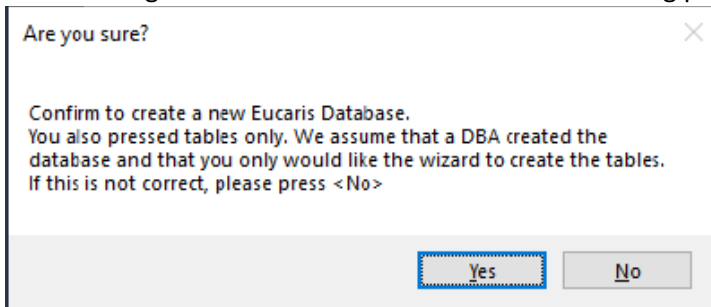 Are you sure?
Confirm to create a new Eucaris Database.
You also pressed tables only. We assume that a DBA created the
database and that you only would like the wizard to create the tables.
If this is not correct, please press <No>
Yes
No